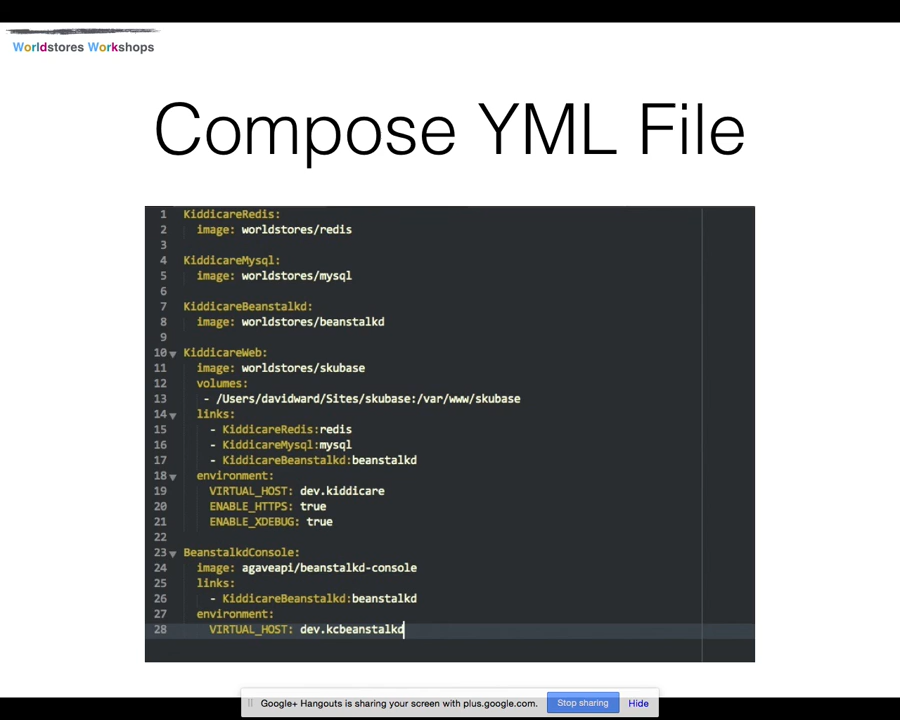 Worldstores Workshops
Compose YML File
1 KiddicareRedis:
2 image: worldstores/redis
3
4 KiddicareMysql:
5 image: worldstores/mysql
6
7 KiddicareBeanstalkd:
8 image: worldstores/beanstalkd
9
10 KiddicareWeb:
11 image: worldstores/skubase
12 volumes:
13 - /Users/davidward/Sites/skubase:/var/www/skubase
14 links:
15 - KiddicareRedis:redis
16 - KiddicareMysql:mysql
17 - KiddicareBeanstalkd:beanstalkd
18 environment:
19 VIRTUAL_HOST: dev.kiddicare
20 ENABLE_HTTPS: true
21 ENABLE_XDEBUG: true
22
23 BeanstalkdConsole:
24 image: agaveapi/beanstalkd-console
25 links:
26 - KiddicareBeanstalkd:beanstalkd
27 environment:
28 VIRTUAL_HOST: dev.kcbeanstalkd
Google+ Hangouts is sharing your screen with plus.google.com. Stop sharing Hide